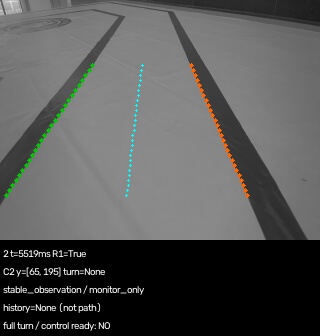 2 t=5519ms R1=True
C2 y=[65, 195] turn=None
stable_observation / monitor_only
history=None (not path)
full turn / control ready: NO